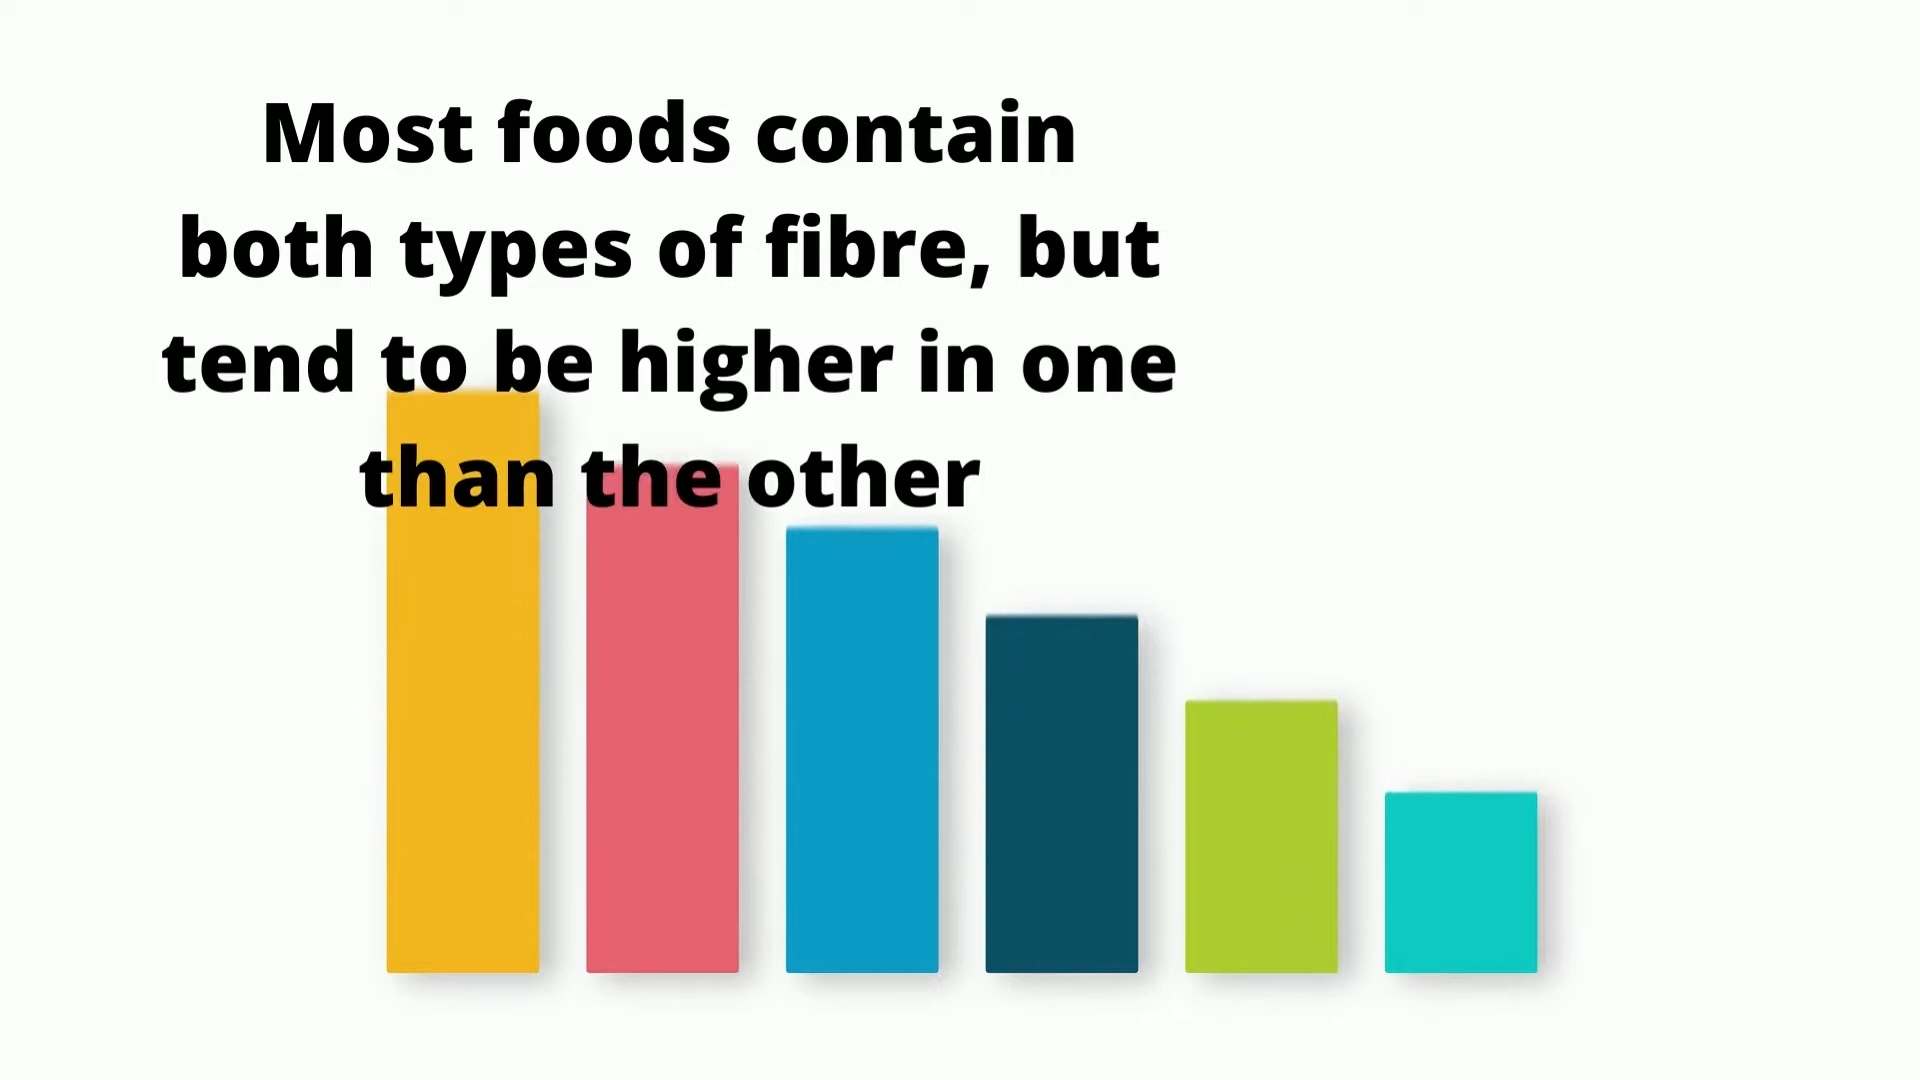 Most foods contain
both types of fibre, but
tend to be higher in one
than the other